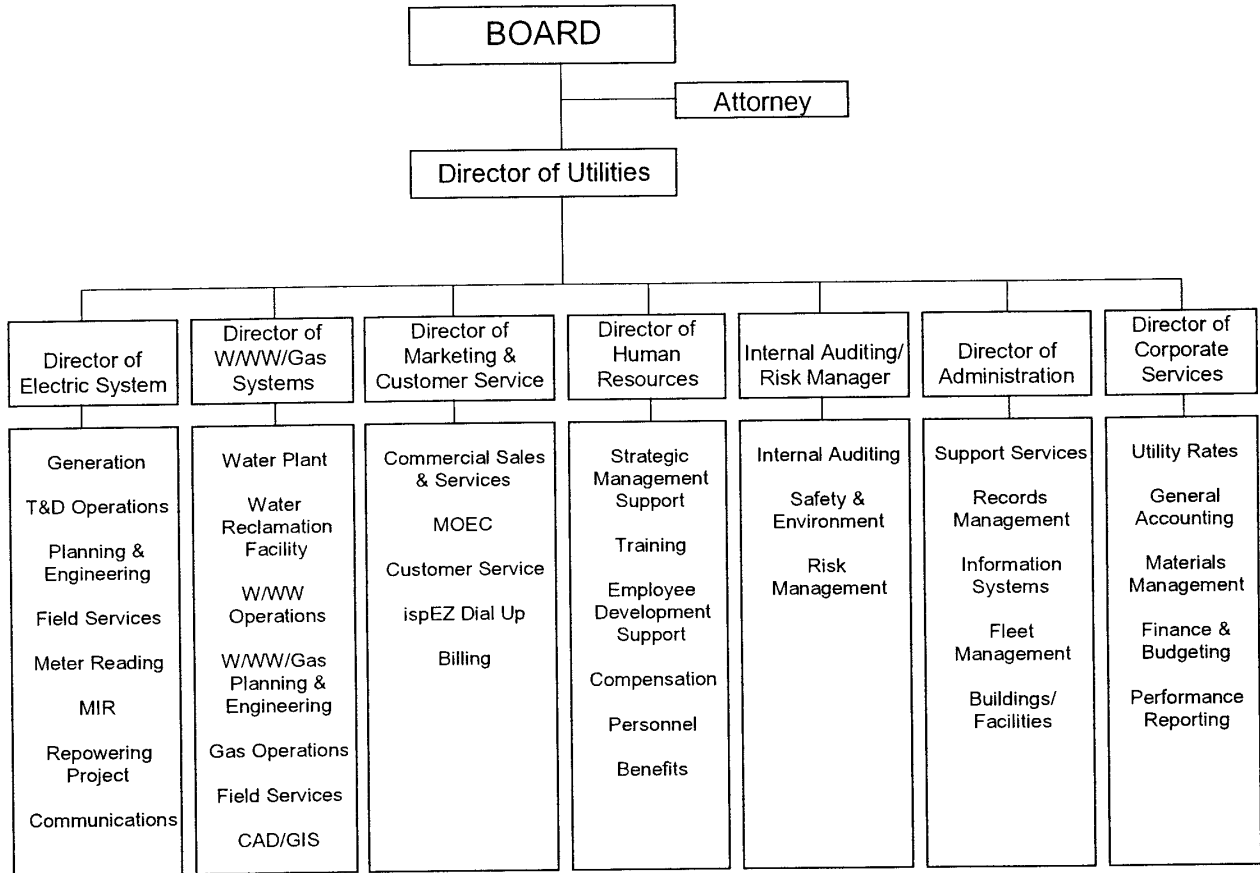 BOARD
Attorney
Director of Utilities
Director of
Electric System
Director of
W/WW/Gas
Systems
Director of
Marketing &
Customer Service
Director of
Human
Resources
Internal Auditing/
Risk Manager
Director of
Administration
Director of
Corporate
Services
Generation
T&D Operations
Planning &
Engineering
Field Services
Meter Reading
MIR
Repowering
Project
Communications
Water Plant
Water
Reclamation
Facility
W/WW
Operations
W/WW/Gas
Planning &
Engineering
Gas Operations
Field Services
CAD/GIS
Commercial Sales
& Services
MOEC
Customer Service
ispEZ Dial Up
Billing
Strategic
Management
Support
Training
Employee
Development
Support
Compensation
Personnel
Benefits
Internal Auditing
Safety &
Environment
Risk
Management
Support Services
Records
Management
Information
Systems
Fleet
Management
Buildings/
Facilities
Utility Rates
General
Accounting
Materials
Management
Finance &
Budgeting
Performance
Reporting